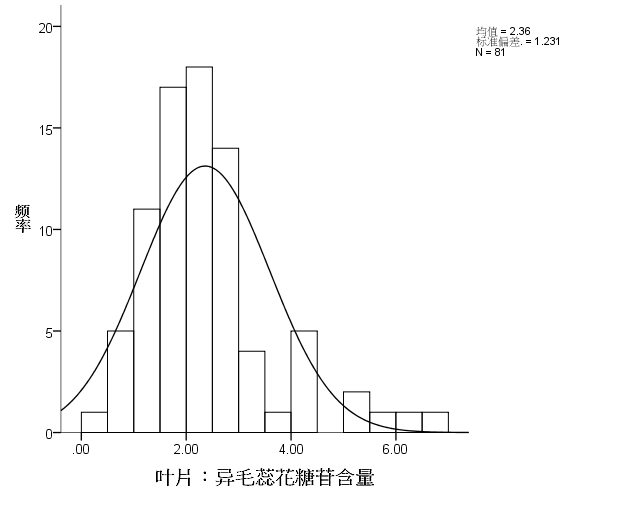 均值 = 2.36
标准偏差. = 1.231
N = 81
20
15
频率
10
5
0
.00 2.00 4.00 6.00
叶片：异毛蕊花糖苷含量